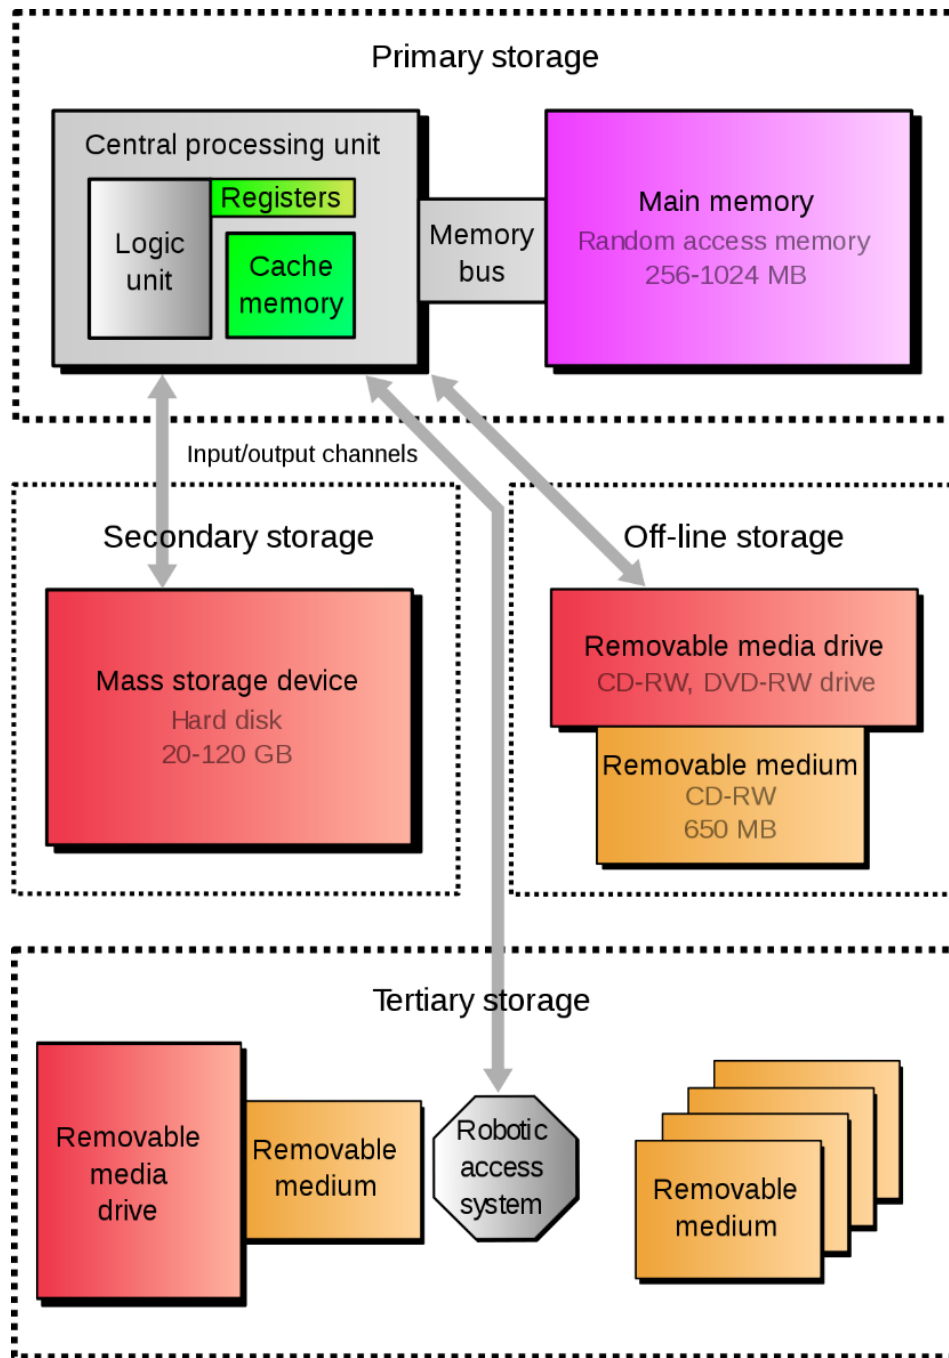 Primary storage
Central processing unit
Registers
Logic
unit
Cache
memory
Memory
bus
Main memory
Random access memory
256-1024 MB
Input/output channels
Secondary storage
Mass storage device
Hard disk
20-120 GB
Off-line storage
Removable media drive
CD-RW, DVD-RW drive
Removable medium
CD-RW
650 MB
Tertiary storage
Removable
media
drive
Removable
medium
Robotic
access
system
Removable
medium